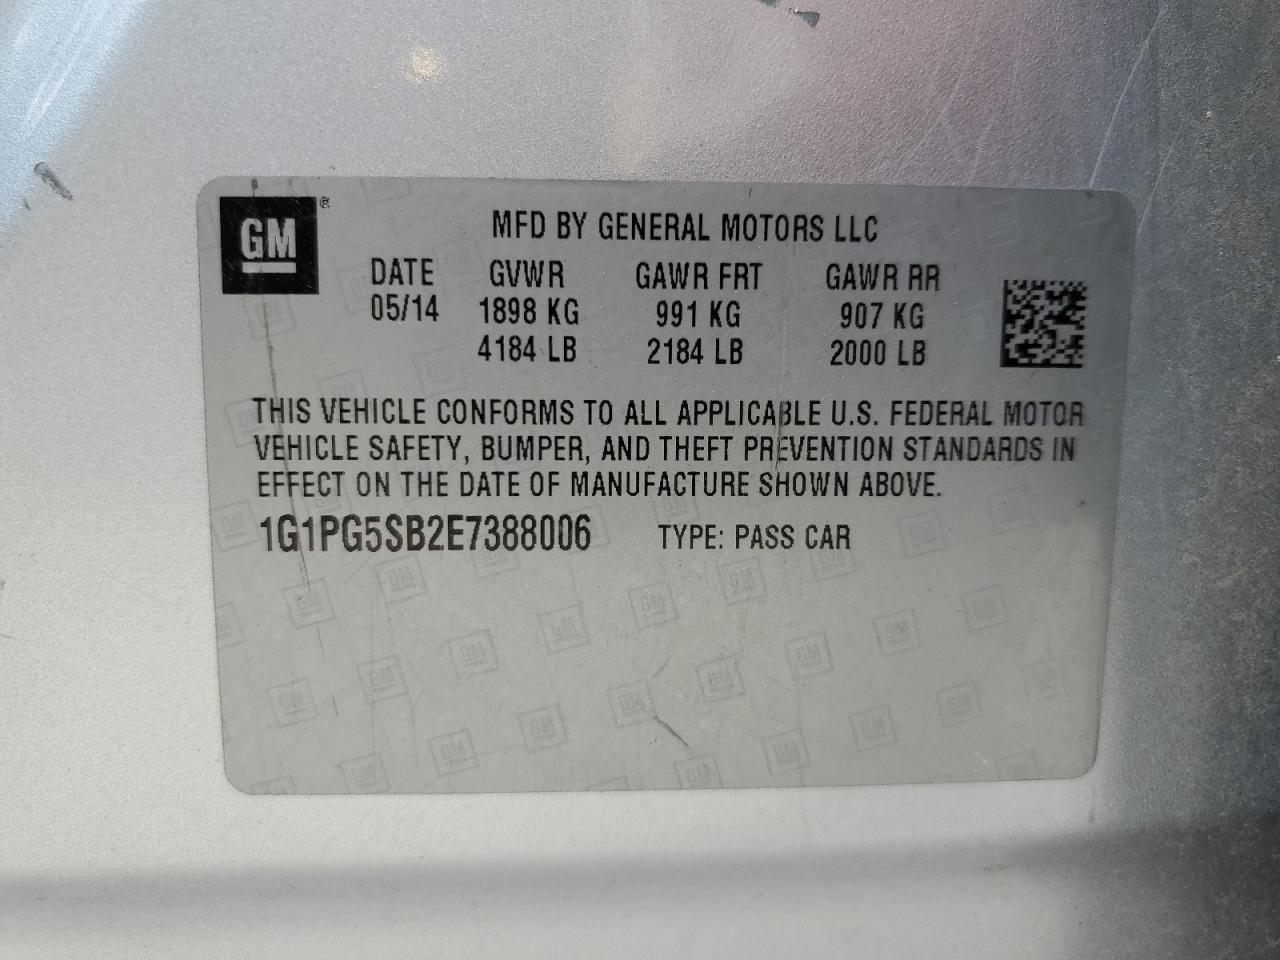 GM®
MFD BY GENERAL MOTORS LLC
DATE GVWR GAWR FRT GAWR RR
05/14 1898 KG 991 KG 907 KG
4184 LB 2184 LB 2000 LB
THIS VEHICLE CONFORMS TO ALL APPLICABLE U.S. FEDERAL MOTOR
VEHICLE SAFETY, BUMPER, AND THEFT PREVENTION STANDARDS IN
EFFECT ON THE DATE OF MANUFACTURE SHOWN ABOVE.
1G1PG5SB2E7388006 TYPE: PASS CAR